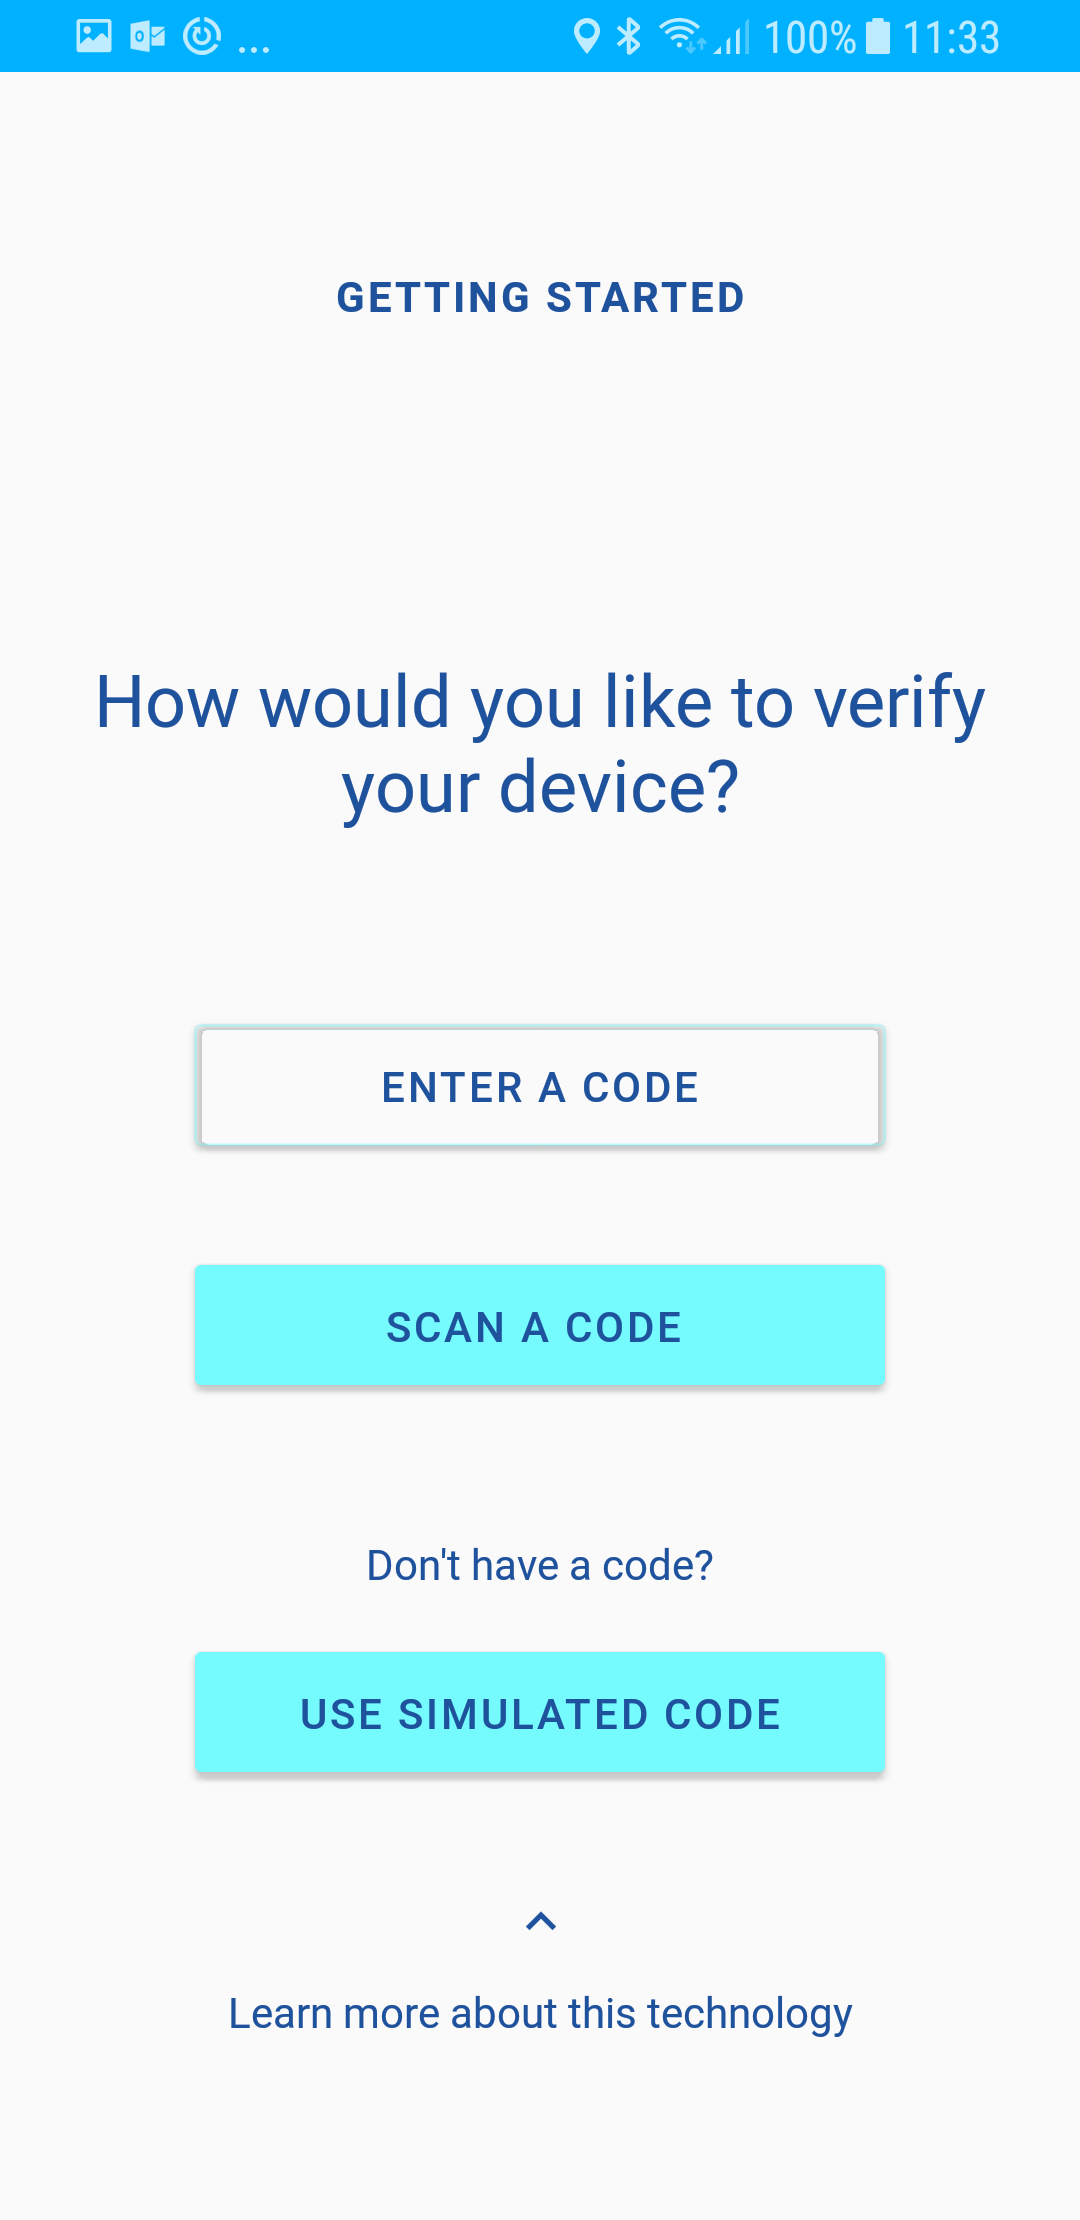 ... 100% 11:33
GETTING STARTED
How would you like to verify
your device?
ENTER A CODE
SCAN A CODE
Don't have a code?
USE SIMULATED CODE
Learn more about this technology